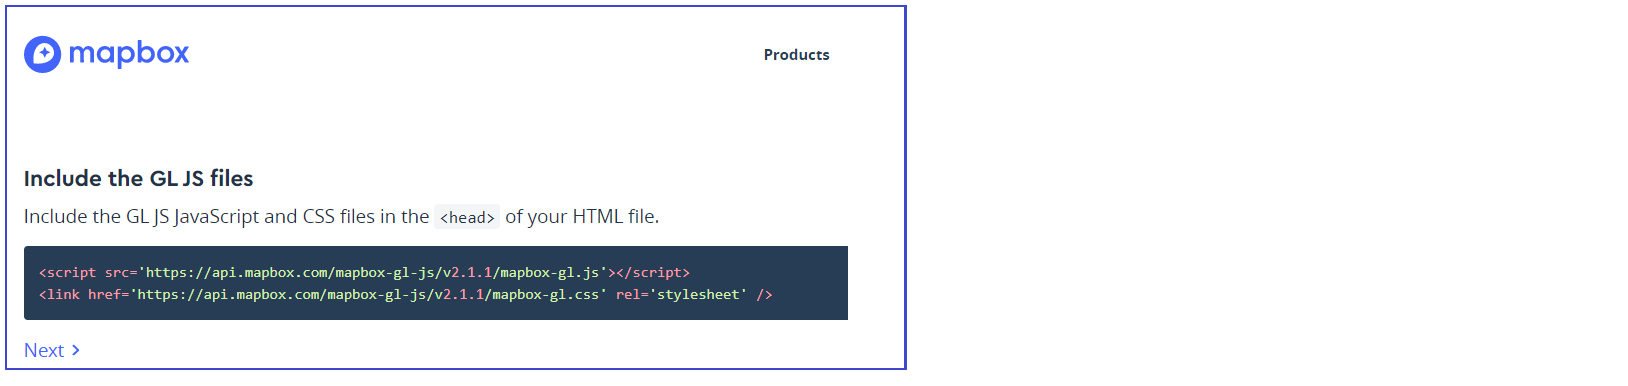 mapbox
Products
Include the GL JS files
Include the GL JS JavaScript and CSS files in the <head> of your HTML file.
<script src='https://api.mapbox.com/mapbox-gl-js/v2.1.1/mapbox-gl.js'></script>
<link href='https://api.mapbox.com/mapbox-gl-js/v2.1.1/mapbox-gl.css' rel='stylesheet' />
Next >